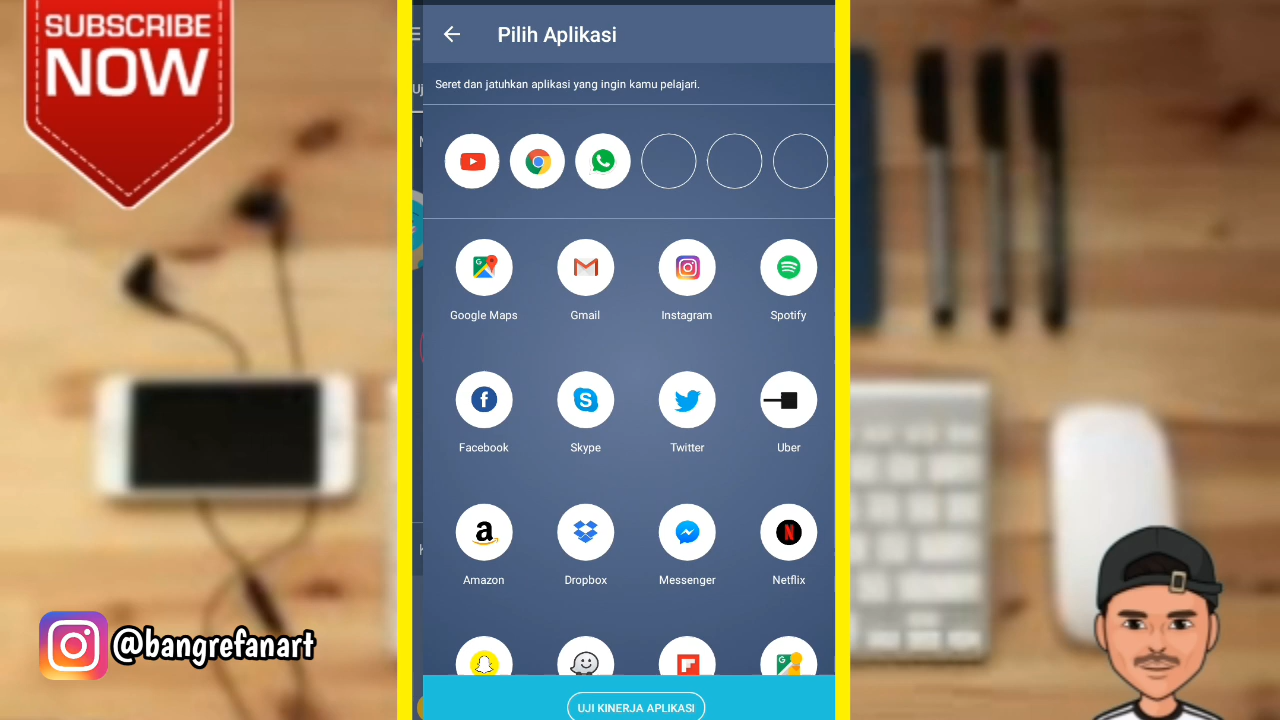 SUBSCRIBE
NOW
Pilih Aplikasi
Seret dan jatuhkan aplikasi yang ingin kamu pelajari.
Google Maps
Gmail
Instagram
Spotify
Facebook
Skype
Twitter
Uber
Amazon
Dropbox
Messenger
Netflix
UJI KINERJA APLIKASI
@bangrefanart